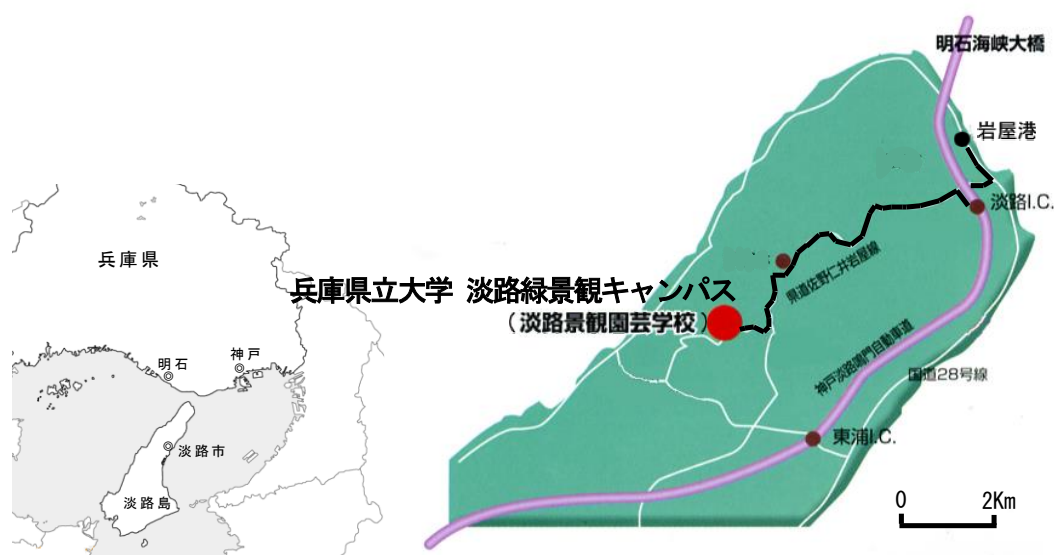 明石海峡大橋
岩屋港
淡路I.C.
兵庫県
県道佐野仁井岩屋線
兵庫県立大学 淡路緑景観キャンパス
（淡路景観園芸学校）
神戸淡路鳴門自動車道
国道28号線
神戸
明石
東浦I.C.
淡路市
淡路島
0 2Km